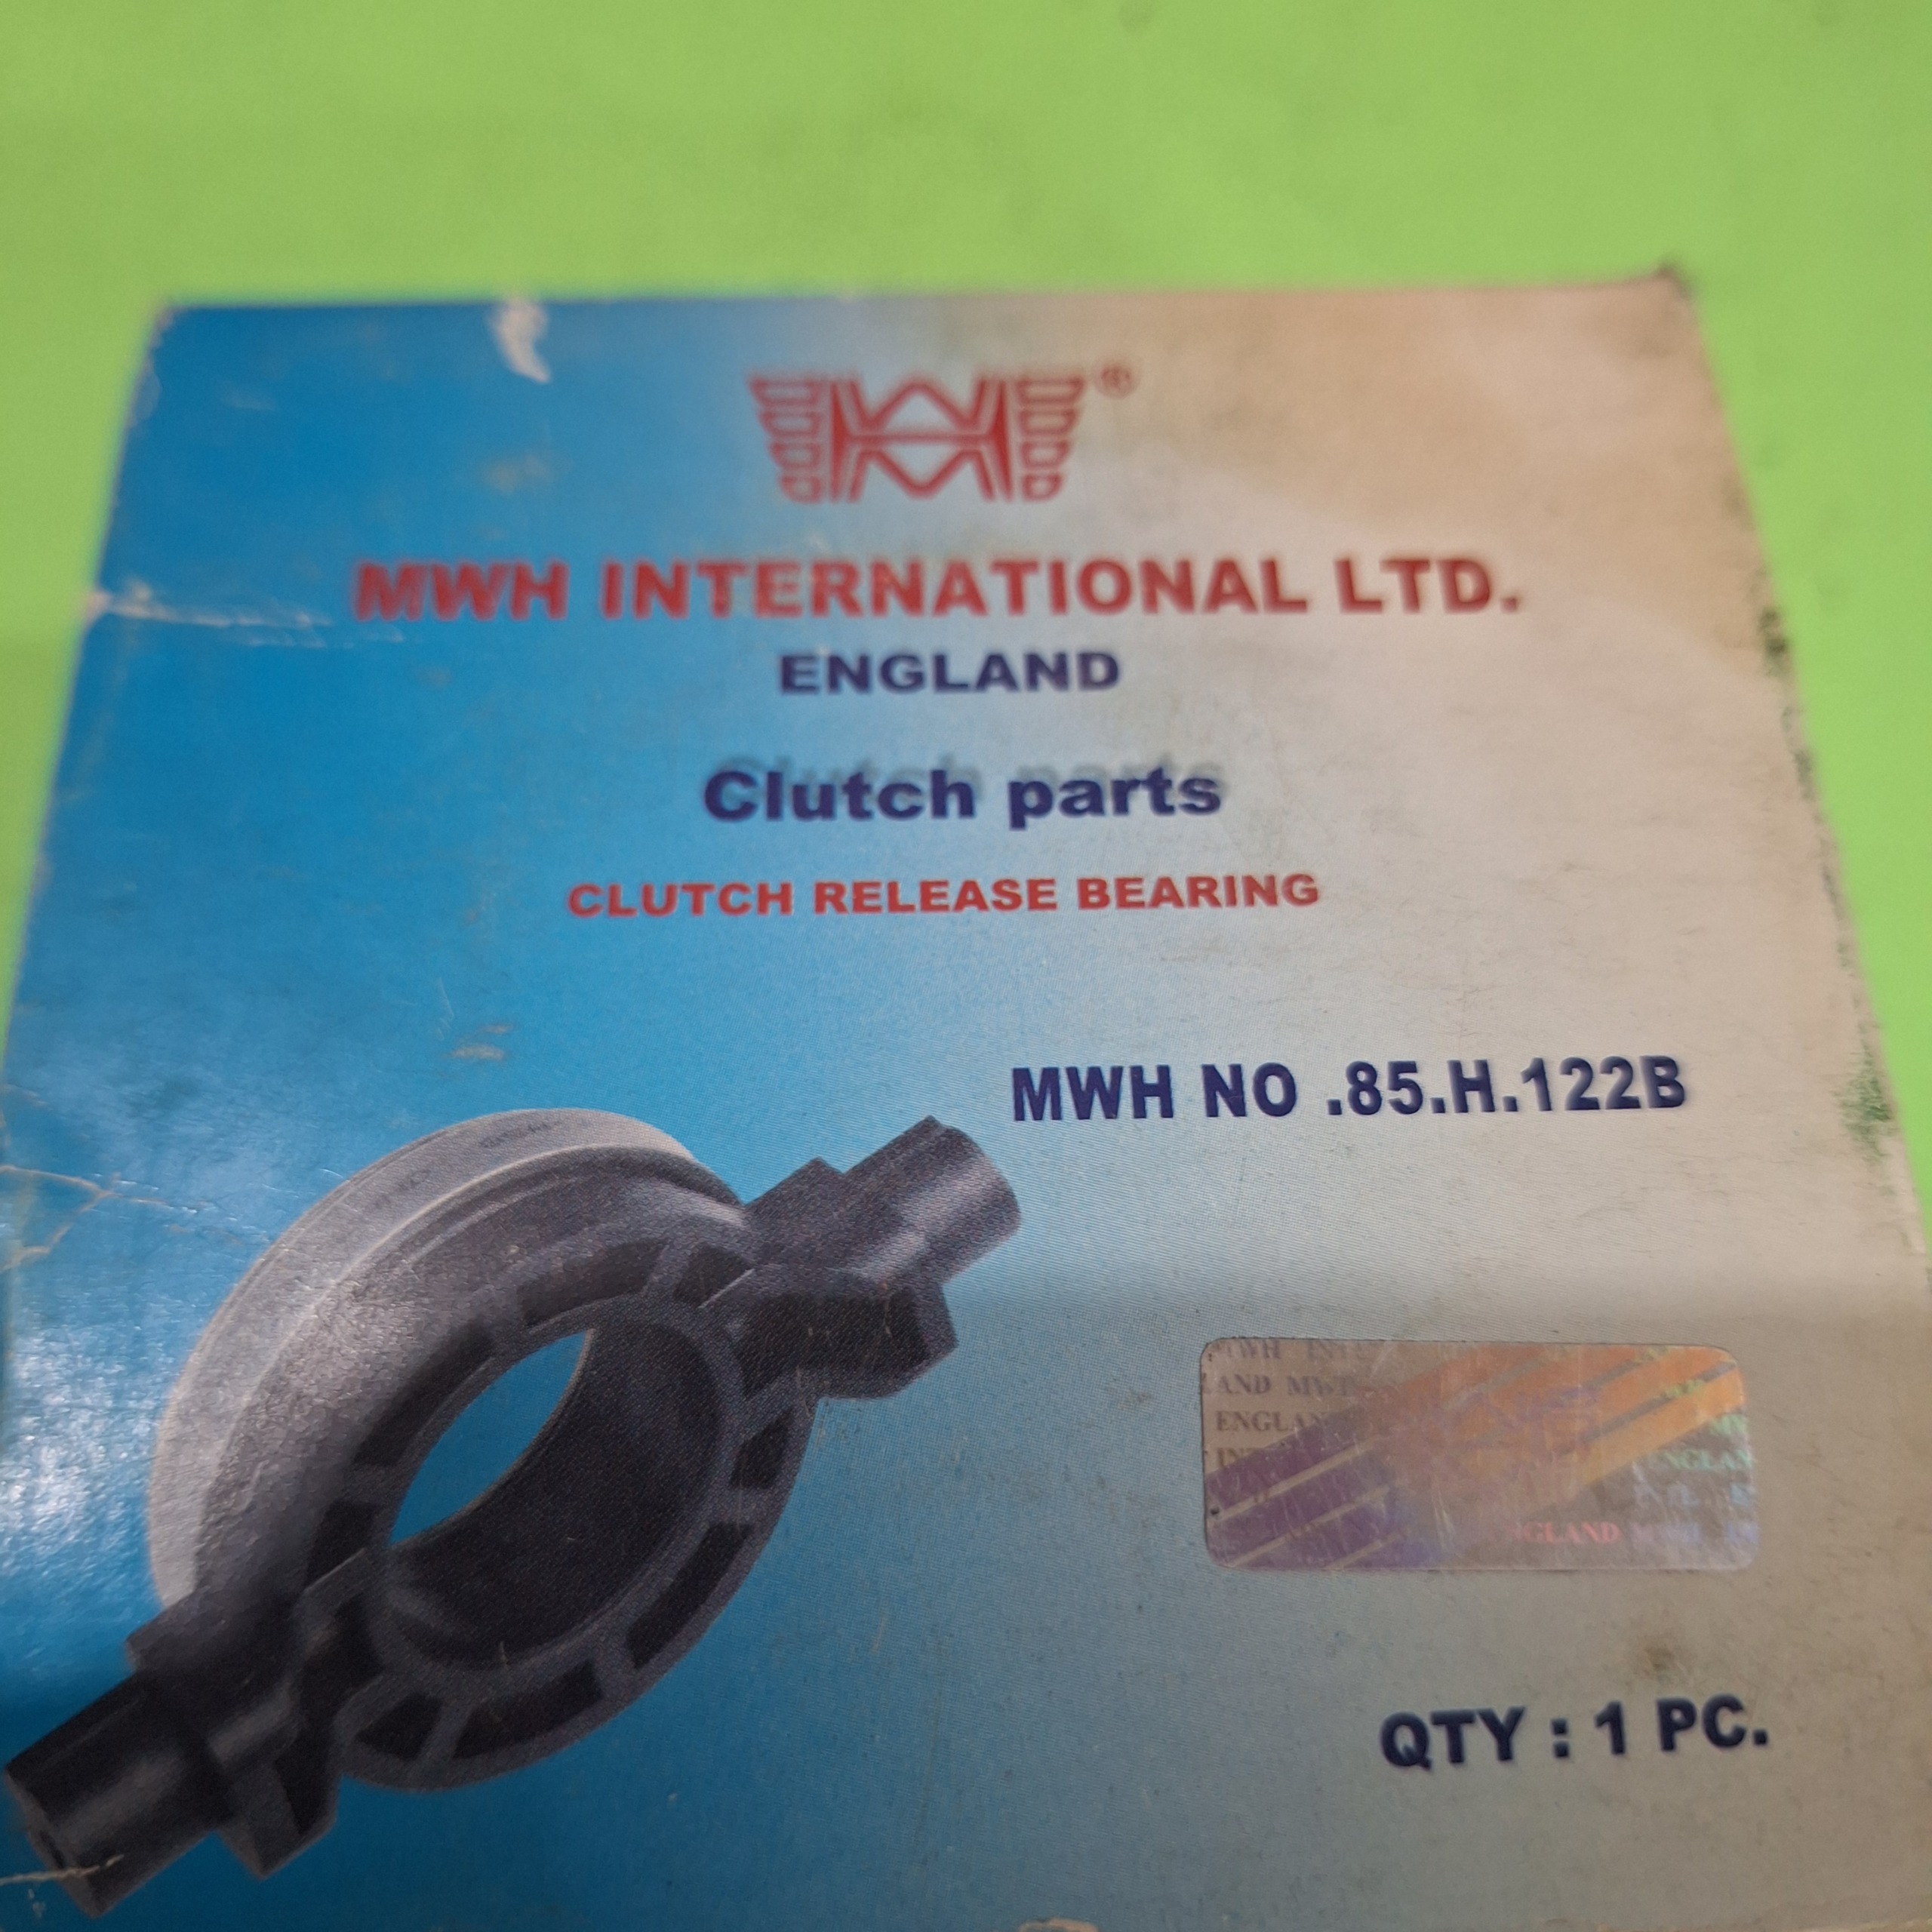 ®
MWH INTERNATIONAL LTD.
ENGLAND
Clutch parts
CLUTCH RELEASE BEARING
MWH NO .85.H.122B
QTY : 1 PC.